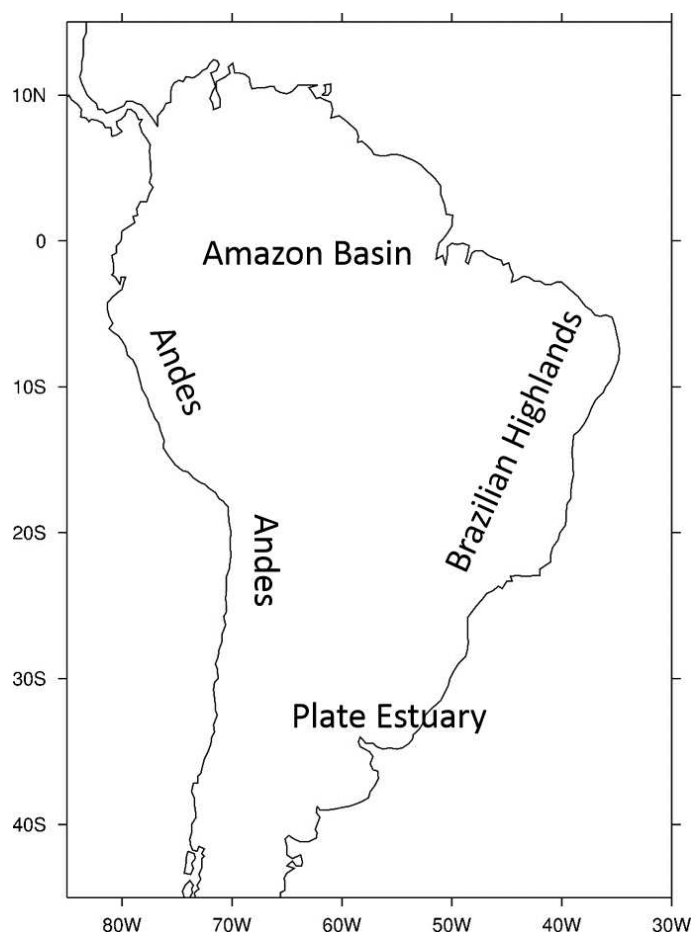 10N
0
Amazon Basin
Andes
Brazilian Highlands
10S
Andes
20S
30S
Plate Estuary
40S
80W 70W 60W 50W 40W 30W